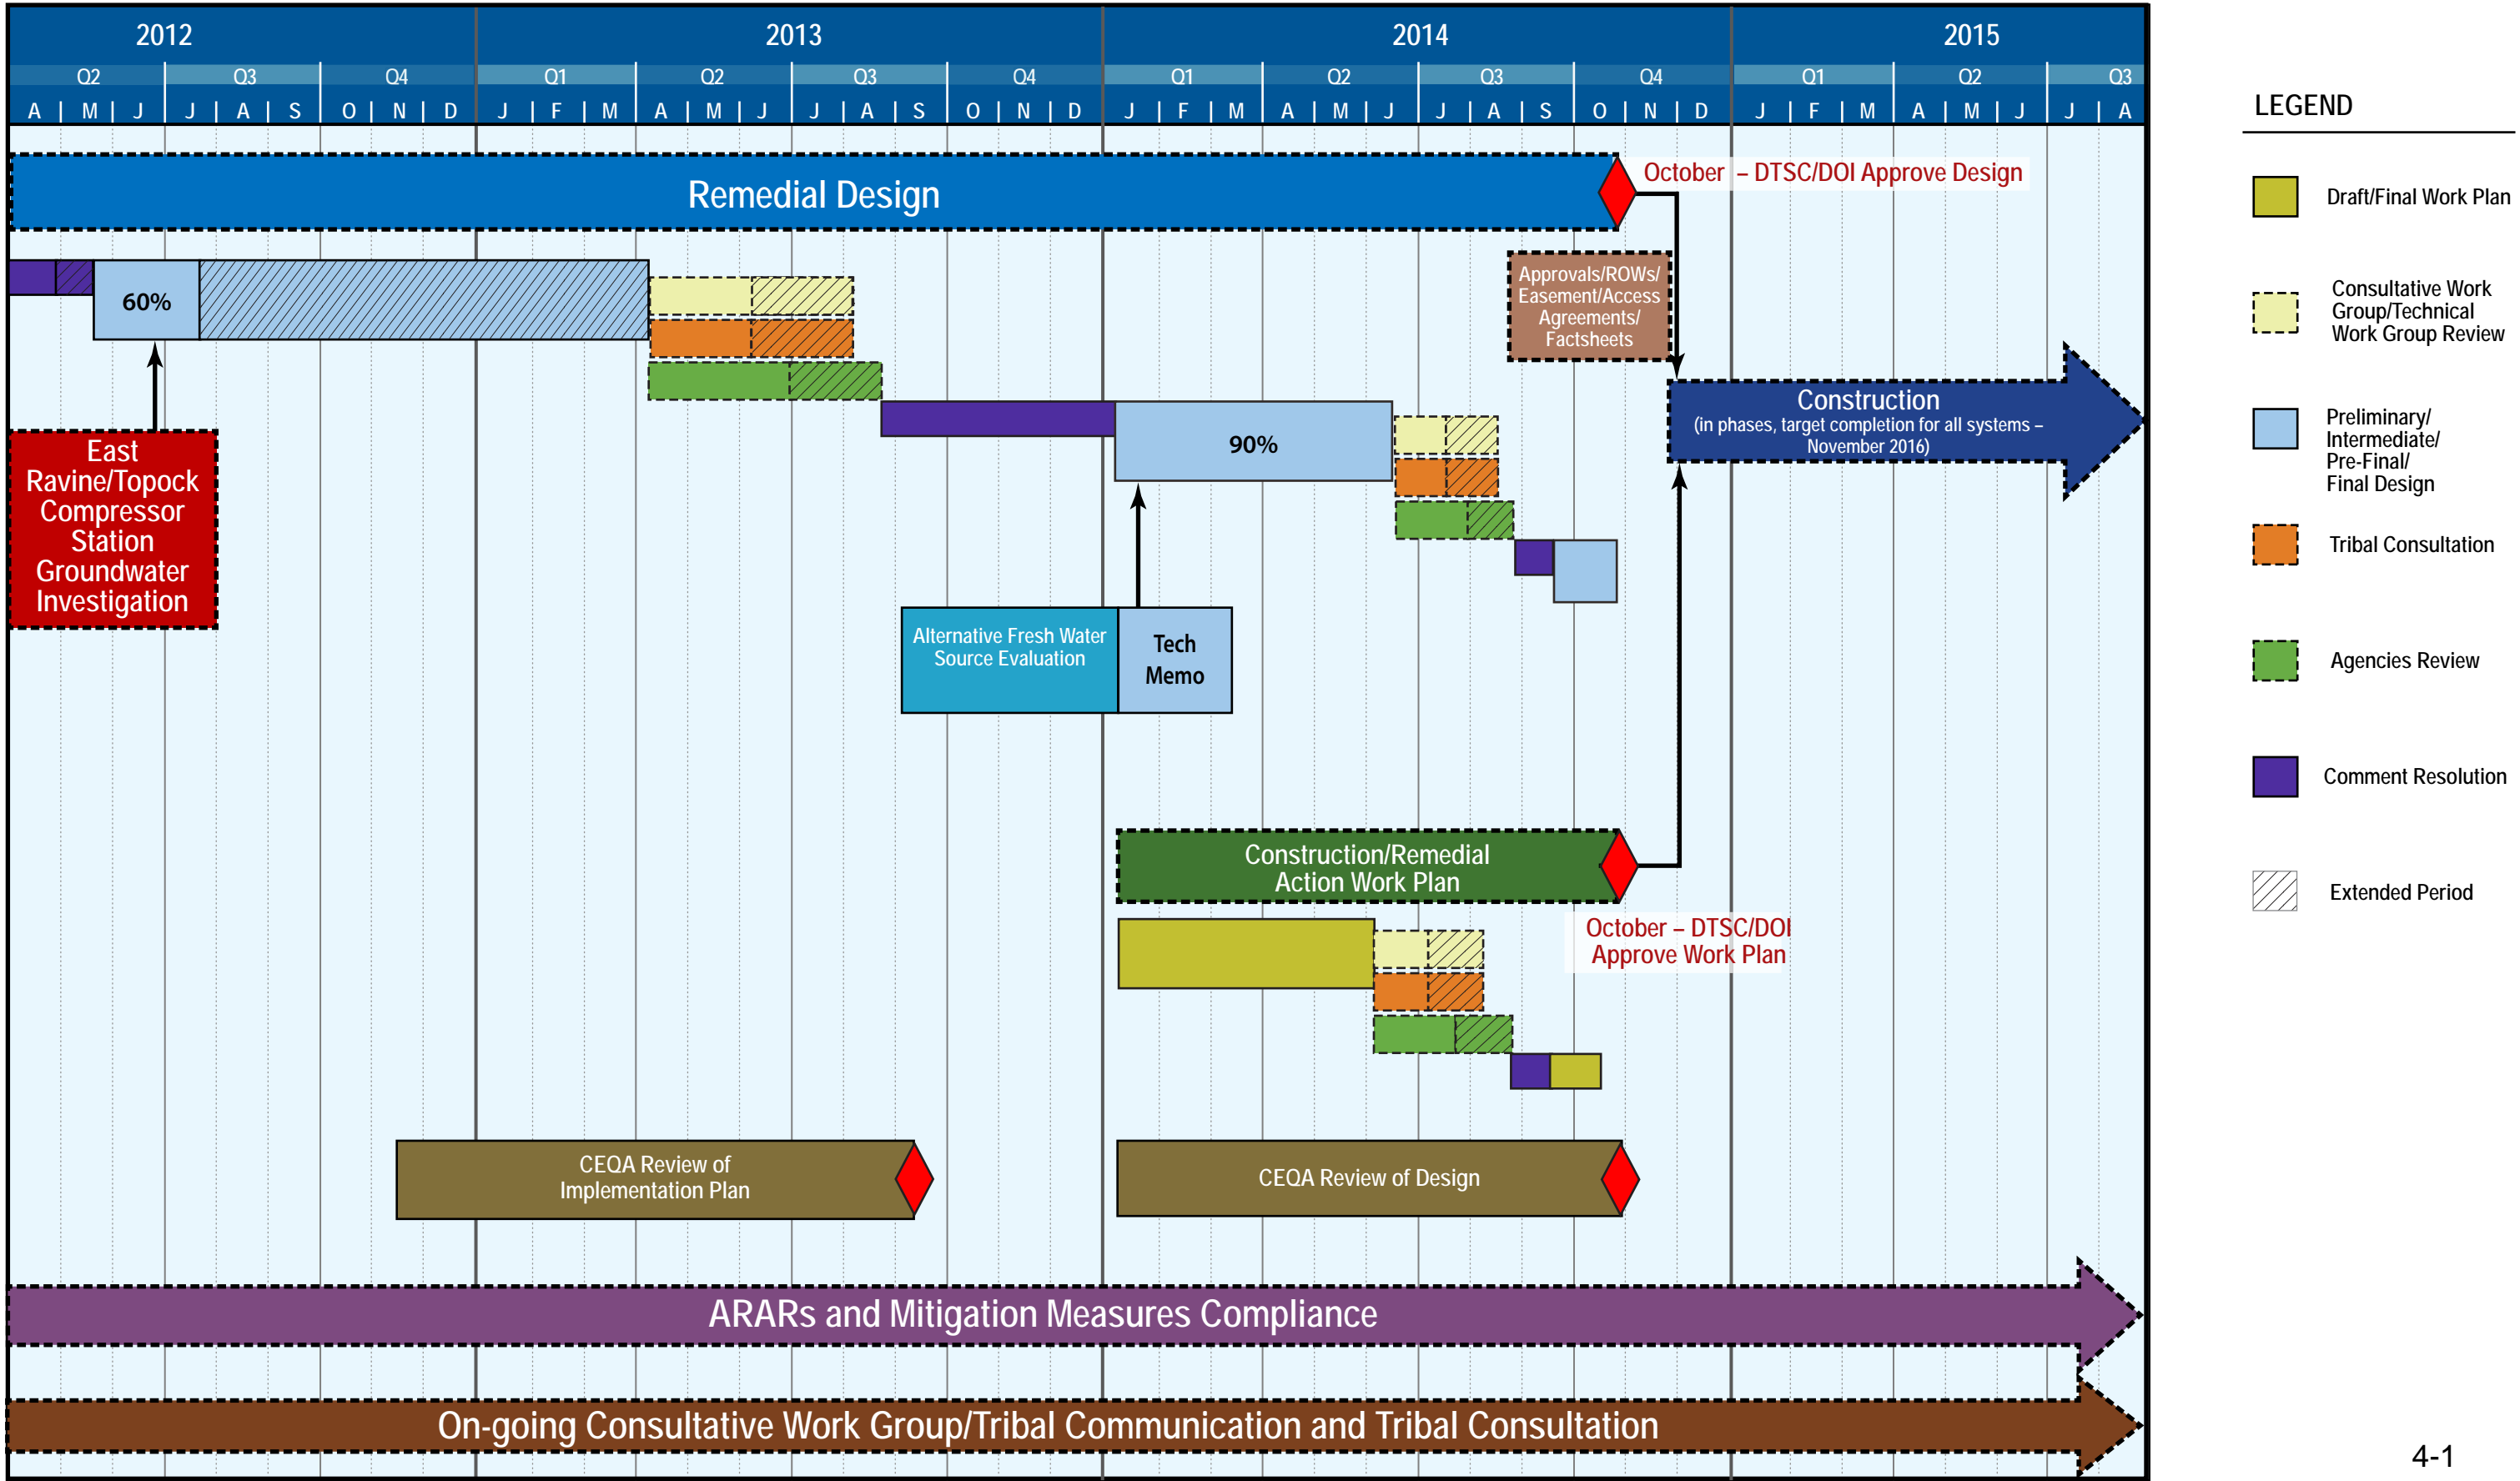 2012 2013 2014 2015
Q2 Q3 Q4 Q1 Q2 Q3 Q4 Q1 Q2 Q3 Q4 Q1 Q2 Q3
A M J J A S O N D J F M A M J J A S O N D J F M A M J J A S O N D J F M A M J J A
Remedial Design
October – DTSC/DOI Approve Design
60%
Approvals/ROWs/
Easement/Access
Agreements/
Factsheets
Construction
(in phases, target completion for all systems –
November 2016)
90%
East
Ravine/Topock
Compressor
Station
Groundwater
Investigation
Alternative Fresh Water
Source Evaluation
Tech
Memo
Construction/Remedial
Action Work Plan
October – DTSC/DOI
Approve Work Plan
CEQA Review of
Implementation Plan
CEQA Review of Design
ARARs and Mitigation Measures Compliance
On-going Consultative Work Group/Tribal Communication and Tribal Consultation
LEGEND
Draft/Final Work Plan
Consultative Work
Group/Technical
Work Group Review
Preliminary/
Intermediate/
Pre-Final/
Final Design
Tribal Consultation
Agencies Review
Comment Resolution
Extended Period
4-1